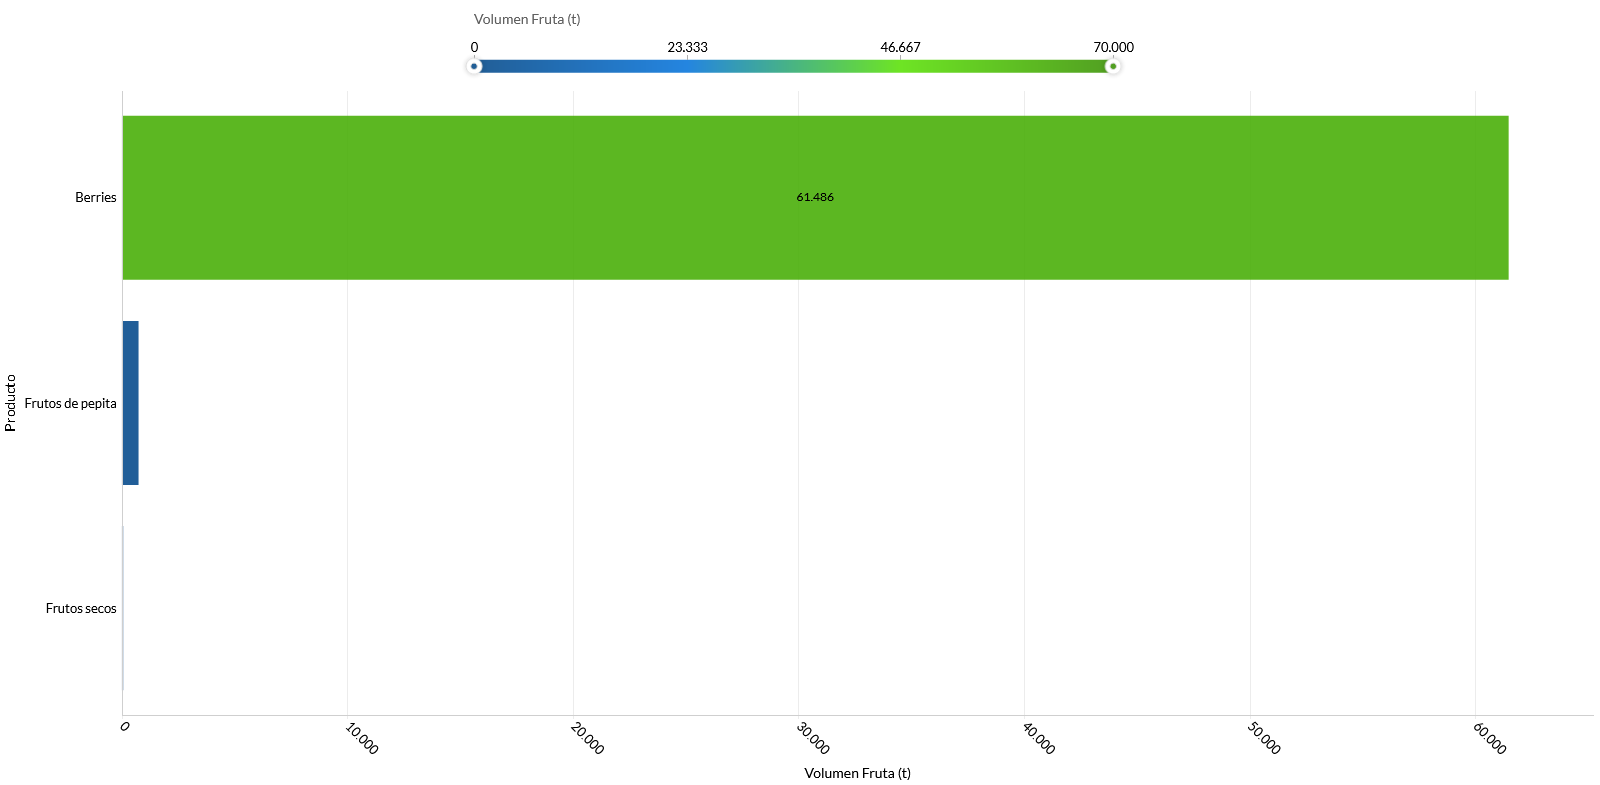 Volumen Fruta (t)
0 23.333 46.667 70.000
Berries
61.486
Producto
Frutos de pepita
Frutos secos
0 10.000 20.000 30.000 40.000 50.000 60.000
Volumen Fruta (t)